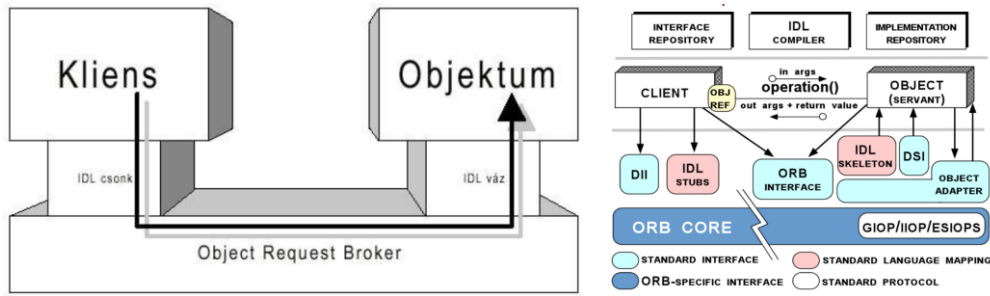 Kliens
Objektum
IDL csonk
IDL váz
Object Request Broker
INTERFACE
REPOSITORY
IDL
COMPILER
IMPLEMENTATION
REPOSITORY
CLIENT
OBJ
REF
in args
operation()
out args + return value
OBJECT
(SERVANT)
DII
IDL
STUBS
ORB
INTERFACE
IDL
SKELETON
DSI
OBJECT
ADAPTER
ORB CORE
GIOP/IIOP/ESIOPS
STANDARD INTERFACE
STANDARD LANGUAGE MAPPING
ORB-SPECIFIC INTERFACE
STANDARD PROTOCOL